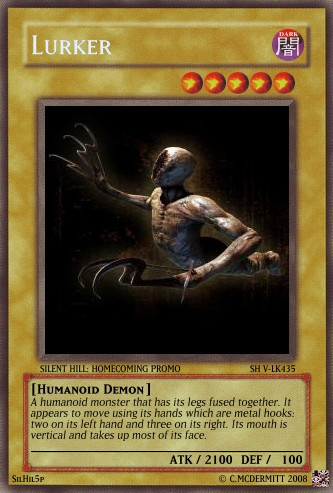 Lurker
DARK
闇
SILENT HILL: HOMECOMING PROMO SH V-LK435
[Humanoid Demon]
A humanoid monster that has its legs fused together. It
appears to move using its hands which are metal hooks:
two on its left hand and three on its right. Its mouth is
vertical and takes up most of its face.
ATK / 2100 DEF / 100
SilHil5p © C.MCDERMITT 2008